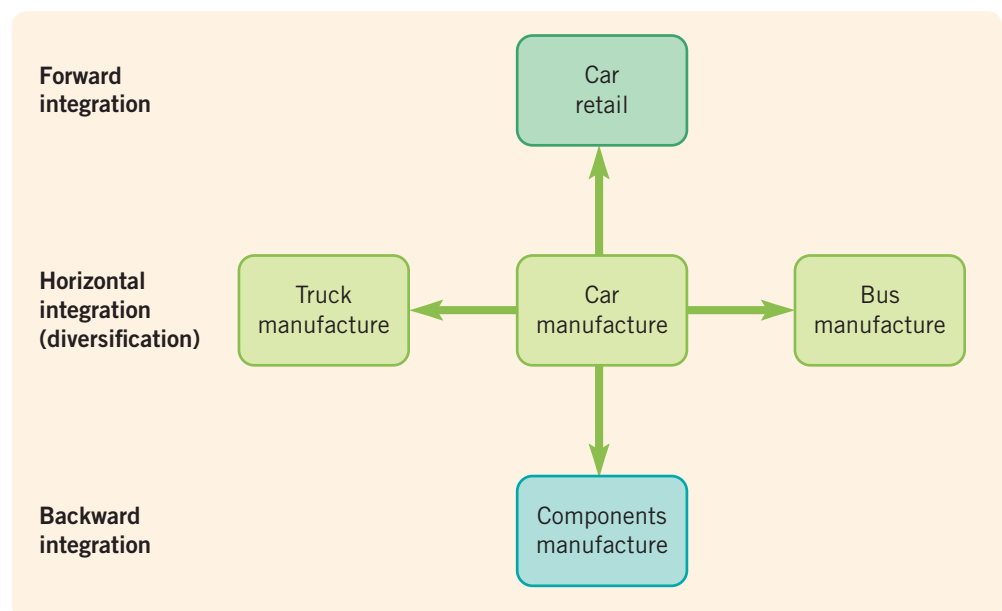 Forward
integration
Car
retail
Horizontal
integration
(diversification)
Truck
manufacture
Car
manufacture
Bus
manufacture
Backward
integration
Components
manufacture